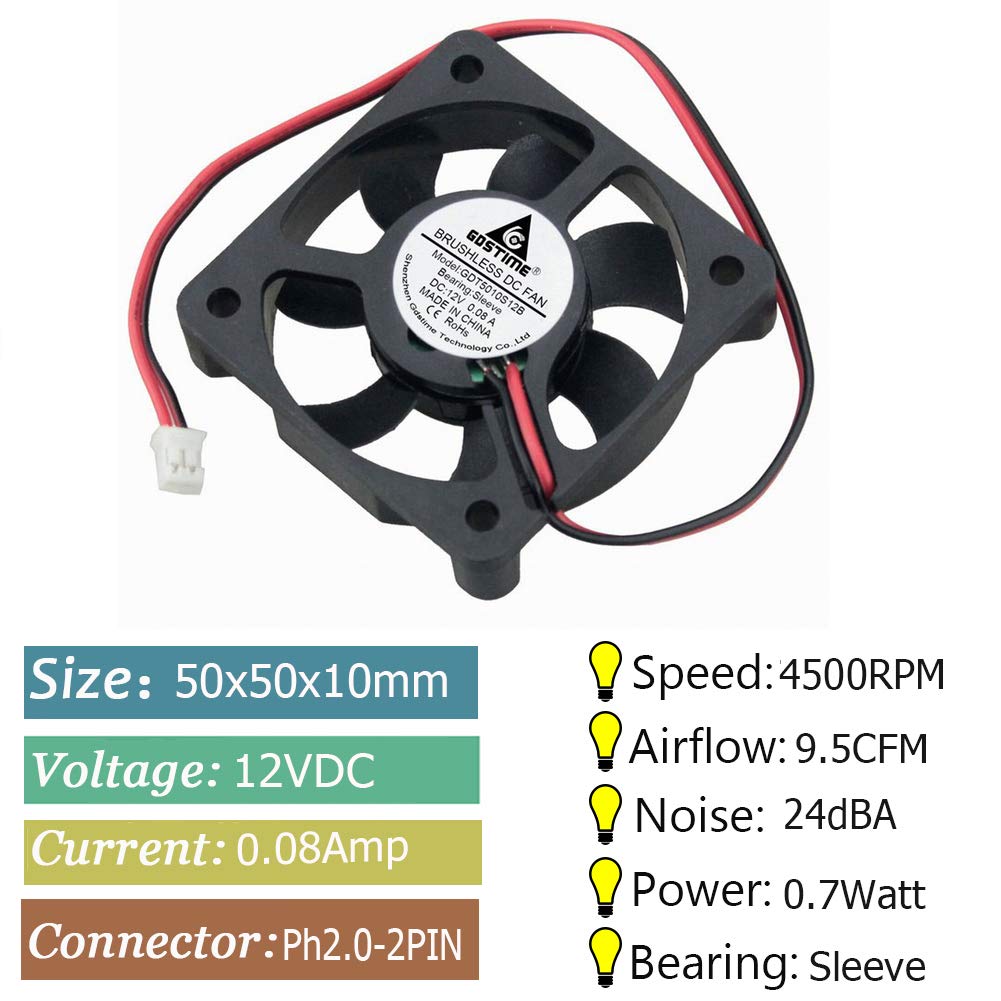 GDSTIME®
BRUSHLESS DC FAN
Model:GDT5010S12B
Bearing:Sleeve
DC:12V 0.08 A
MADE IN CHINA
CE RoHs
Shenzhen Gdstime Technology Co.,Ltd
Size: 50x50x10mm
Voltage: 12VDC
Current: 0.08Amp
Connector: Ph2.0-2PIN
Speed: 4500RPM
Airflow: 9.5CFM
Noise: 24dBA
Power: 0.7Watt
Bearing: Sleeve